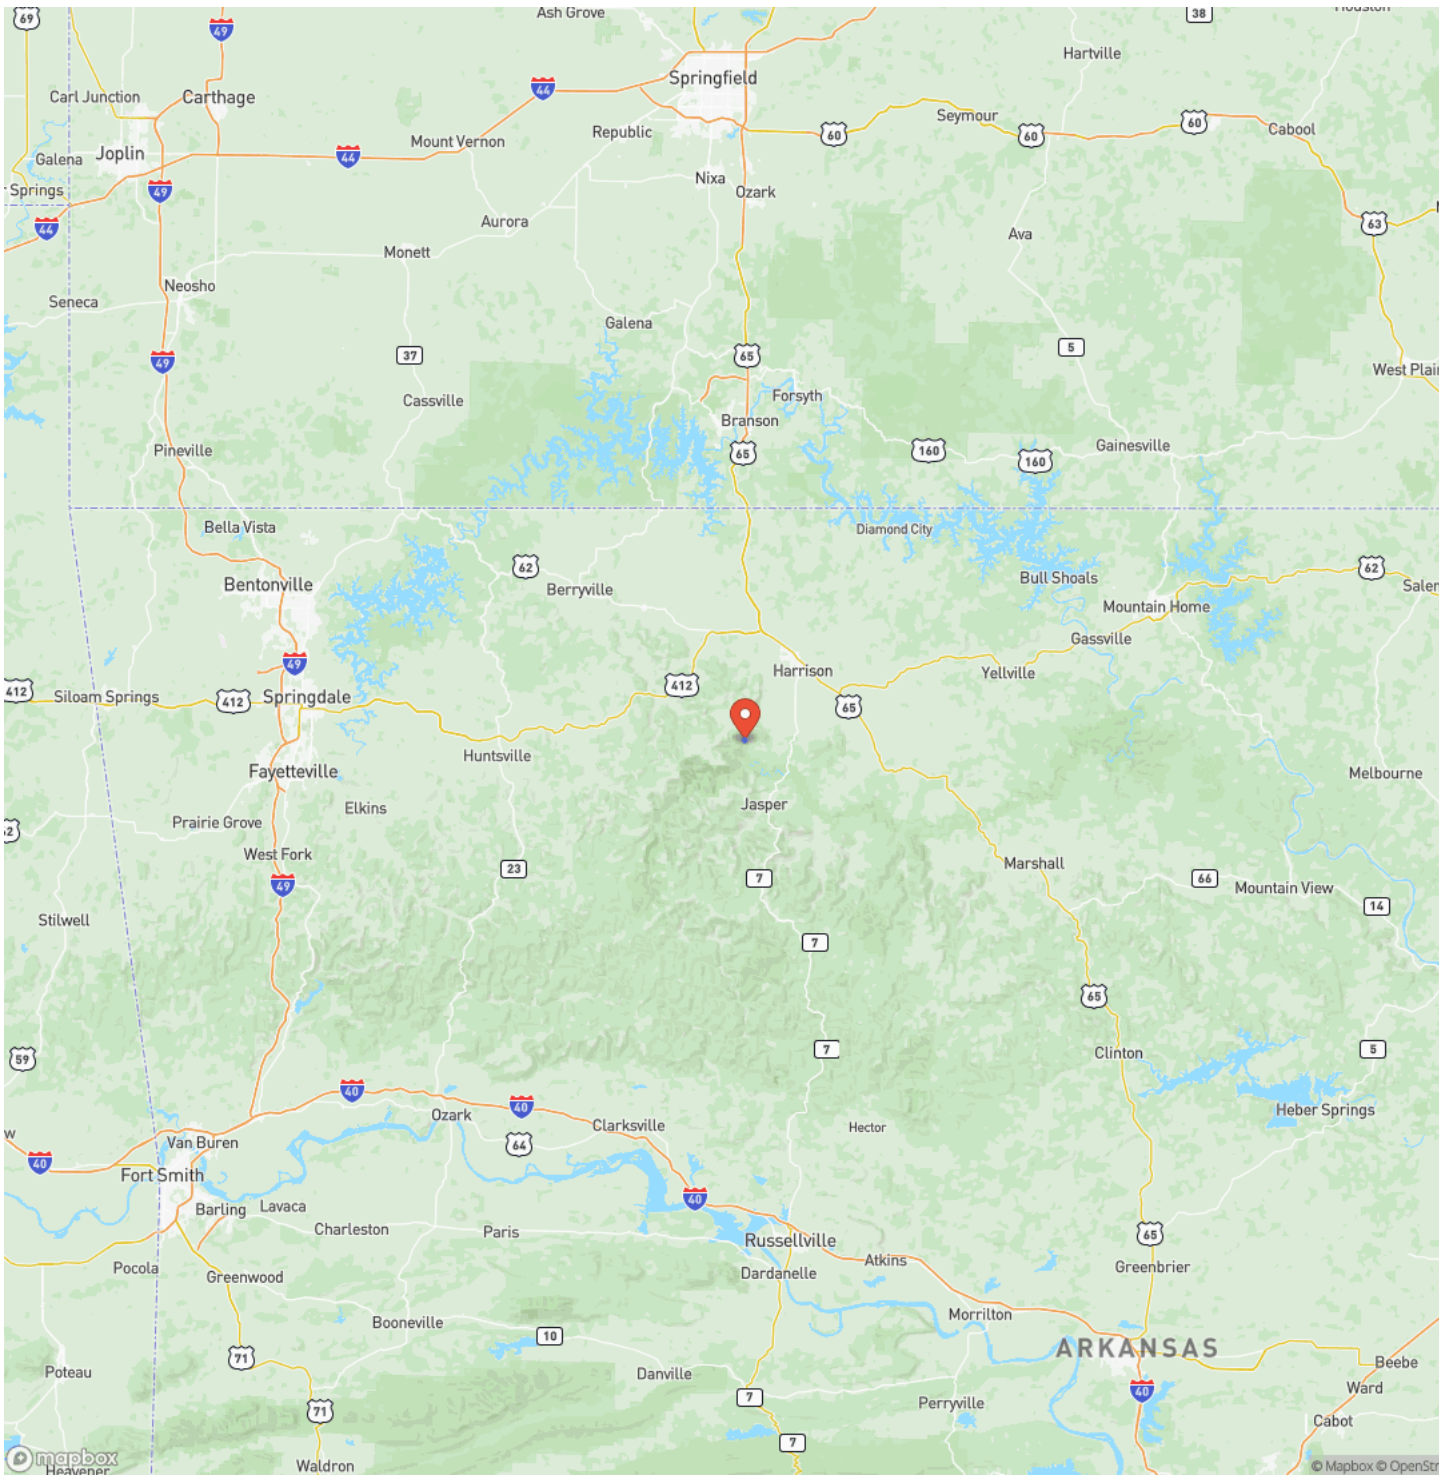 69
49
Ash Grove
38
Houston
Springfield
Hartville
Carl Junction
Carthage
44
Seymour
60
60
60
Cabool
Republic
Mount Vernon
Galena
Joplin
44
Nixa
Ozark
r Springs
49
44
Aurora
Ava
63
Monett
Neosho
Seneca
Galena
49
37
65
5
West Plain
Cassville
Forsyth
Branson
Pineville
65
160
160
Gainesville
Bella Vista
Diamond City
62
Bentonville
Berryville
Bull Shoals
62
Salem
Mountain Home
Gassville
49
Harrison
Yellville
412
Siloam Springs
412
Springdale
412
65
Huntsville
Fayetteville
Melbourne
Elkins
Jasper
Prairie Grove
62
West Fork
23
7
Marshall
66
49
Mountain View
14
Stilwell
7
65
59
7
Clinton
5
40
40
Ozark
Heber Springs
w
Van Buren
64
Clarksville
Hector
40
Fort Smith
40
Barling
Lavaca
Charleston
Paris
Russellville
65
Pocola
Greenwood
Dardanelle
Atkins
Greenbrier
Booneville
10
Morrilton
ARKANSAS
71
Poteau
Danville
Beebe
7
40
Ward
71
Perryville
Cabot
7
mapbox
Heavener
Waldron
© Mapbox © OpenStr